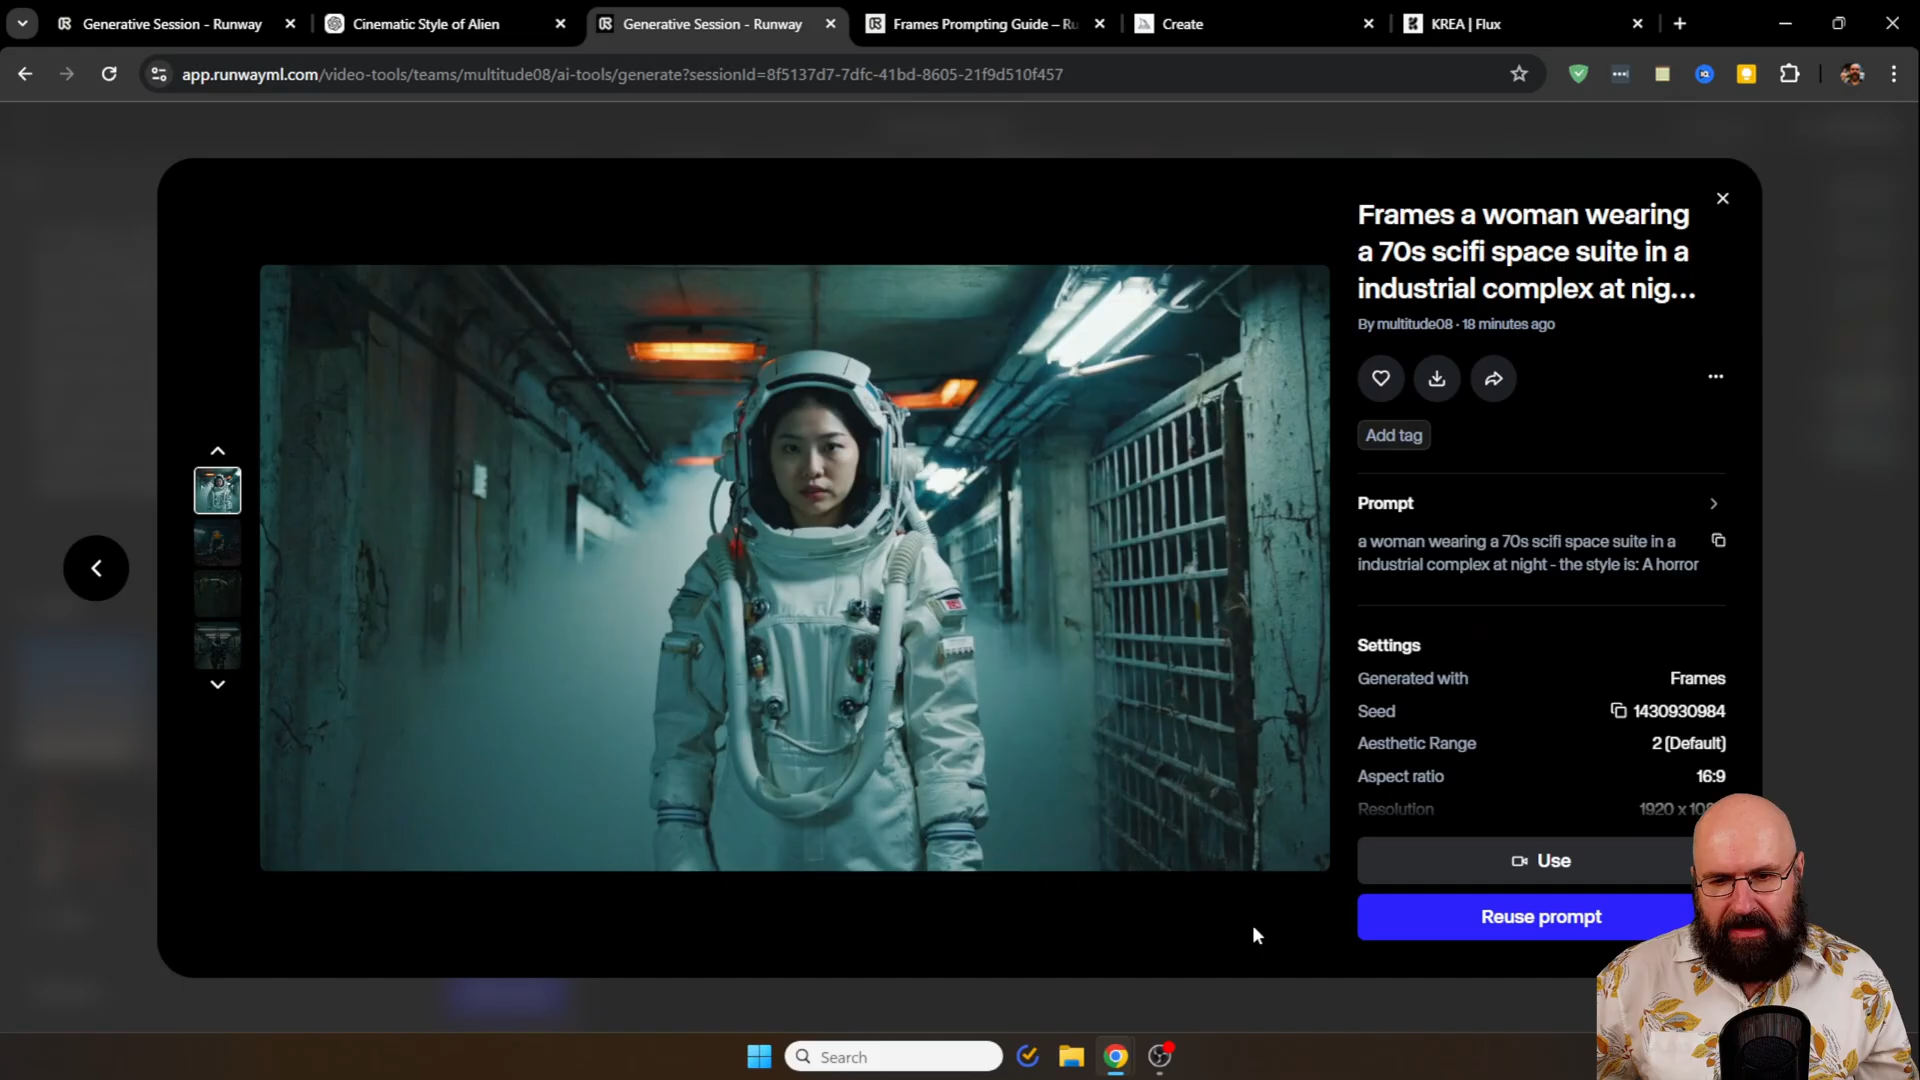 Generative Session - Runway
Cinematic Style of Alien
Generative Session - Runway
Frames Prompting Guide – Ru
Create
KREA | Flux
app.runwayml.com/video-tools/teams/multitude08/ai-tools/generate?sessionId=8f5137d7-7dfc-41bd-8605-21f9d510f457
Frames a woman wearing
a 70s scifi space suite in a
industrial complex at nig...
By multitude08 · 18 minutes ago
Add tag
Prompt
a woman wearing a 70s scifi space suite in a
industrial complex at night - the style is: A horror
Settings
Generated with Frames
Seed 1430930984
Aesthetic Range 2 (Default)
Aspect ratio 16:9
Resolution 1920 x 10
Use
Reuse prompt
Search